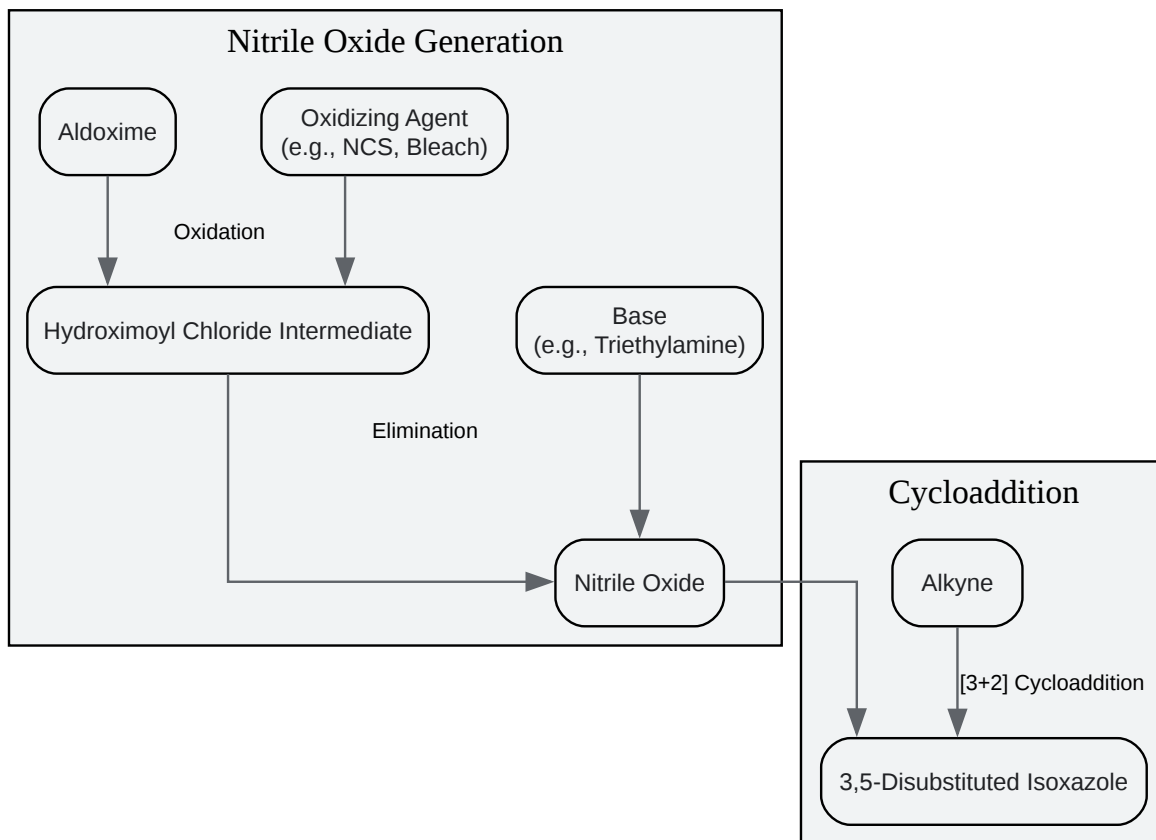 Nitrile Oxide Generation
Aldoxime
Oxidizing Agent
(e.g., NCS, Bleach)
Oxidation
Hydroximoyl Chloride Intermediate
Base
(e.g., Triethylamine)
Elimination
Nitrile Oxide
Cycloaddition
Alkyne
[3+2] Cycloaddition
3,5-Disubstituted Isoxazole